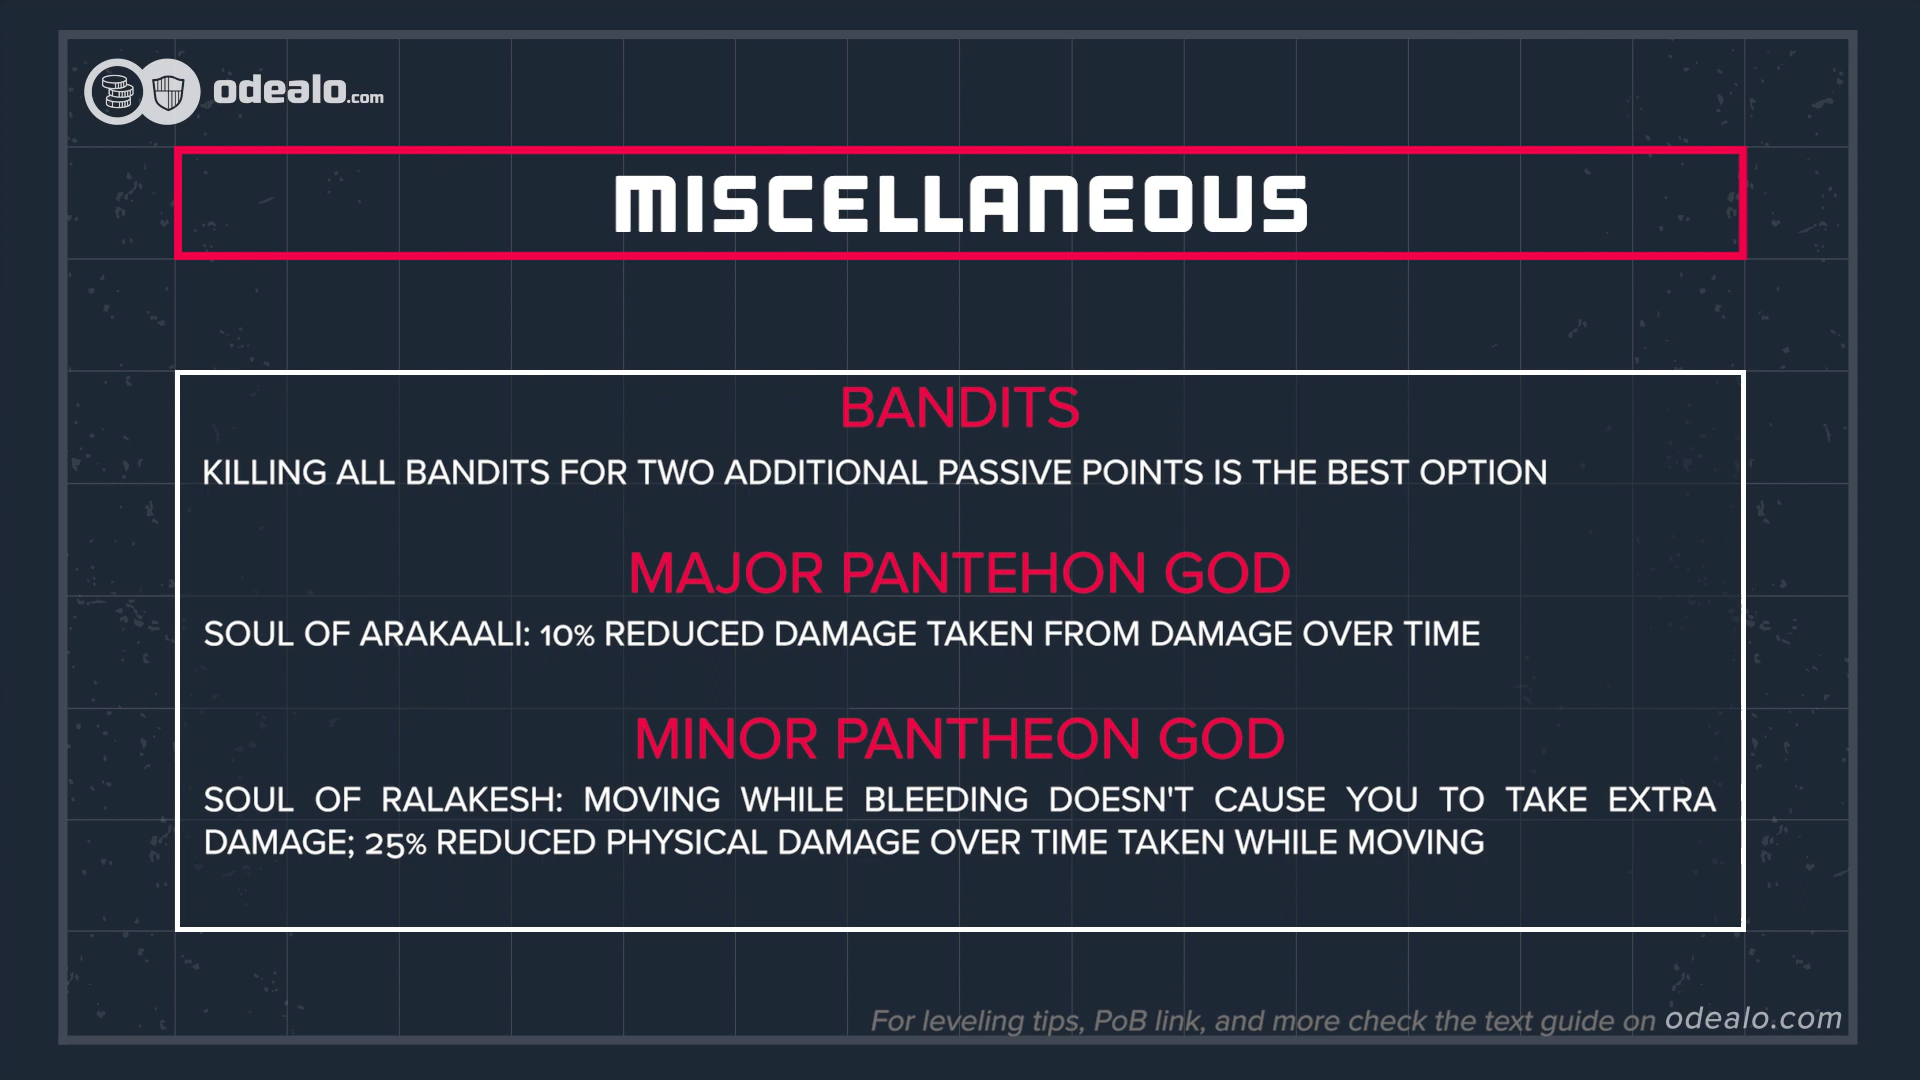 odealo.com
MISCELLANEOUS
BANDITS
KILLING ALL BANDITS FOR TWO ADDITIONAL PASSIVE POINTS IS THE BEST OPTION
MAJOR PANTEHON GOD
SOUL OF ARAKAALI: 10% REDUCED DAMAGE TAKEN FROM DAMAGE OVER TIME
MINOR PANTHEON GOD
SOUL OF RALAKESH: MOVING WHILE BLEEDING DOESN'T CAUSE YOU TO TAKE EXTRA
DAMAGE; 25% REDUCED PHYSICAL DAMAGE OVER TIME TAKEN WHILE MOVING
For leveling tips, PoB link, and more check the text guide on odealo.com